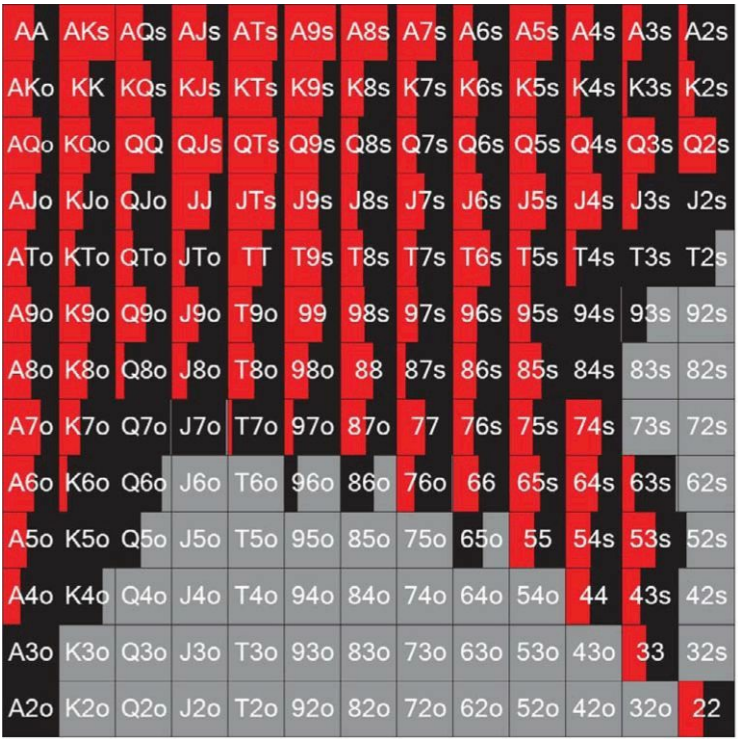 AA AKs AQs AJs ATs A9s A8s A7s A6s A5s A4s A3s A2s
AKo KK KQs KJs KTs K9s K8s K7s K6s K5s K4s K3s K2s
AQo KQo QQ QJs QTs Q9s Q8s Q7s Q6s Q5s Q4s Q3s Q2s
AJo KJo QJo JJ JTs J9s J8s J7s J6s J5s J4s J3s J2s
ATo KTo QTo JTo TT T9s T8s T7s T6s T5s T4s T3s T2s
A9o K9o Q9o J9o T9o 99 98s 97s 96s 95s 94s 93s 92s
A8o K8o Q8o J8o T8o 98o 88 87s 86s 85s 84s 83s 82s
A7o K7o Q7o J7o T7o 97o 87o 77 76s 75s 74s 73s 72s
A6o K6o Q6o J6o T6o 96o 86o 76o 66 65s 64s 63s 62s
A5o K5o Q5o J5o T5o 95o 85o 75o 65o 55 54s 53s 52s
A4o K4o Q4o J4o T4o 94o 84o 74o 64o 54o 44 43s 42s
A3o K3o Q3o J3o T3o 93o 83o 73o 63o 53o 43o 33 32s
A2o K2o Q2o J2o T2o 92o 82o 72o 62o 52o 42o 32o 22